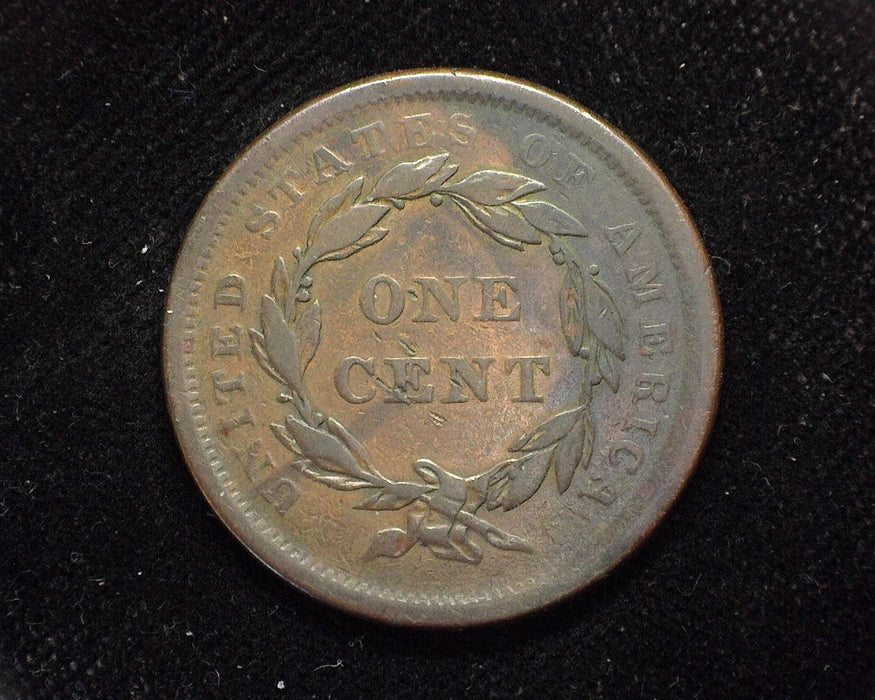 UNITED STATES OF AMERICA
ONE
CENT